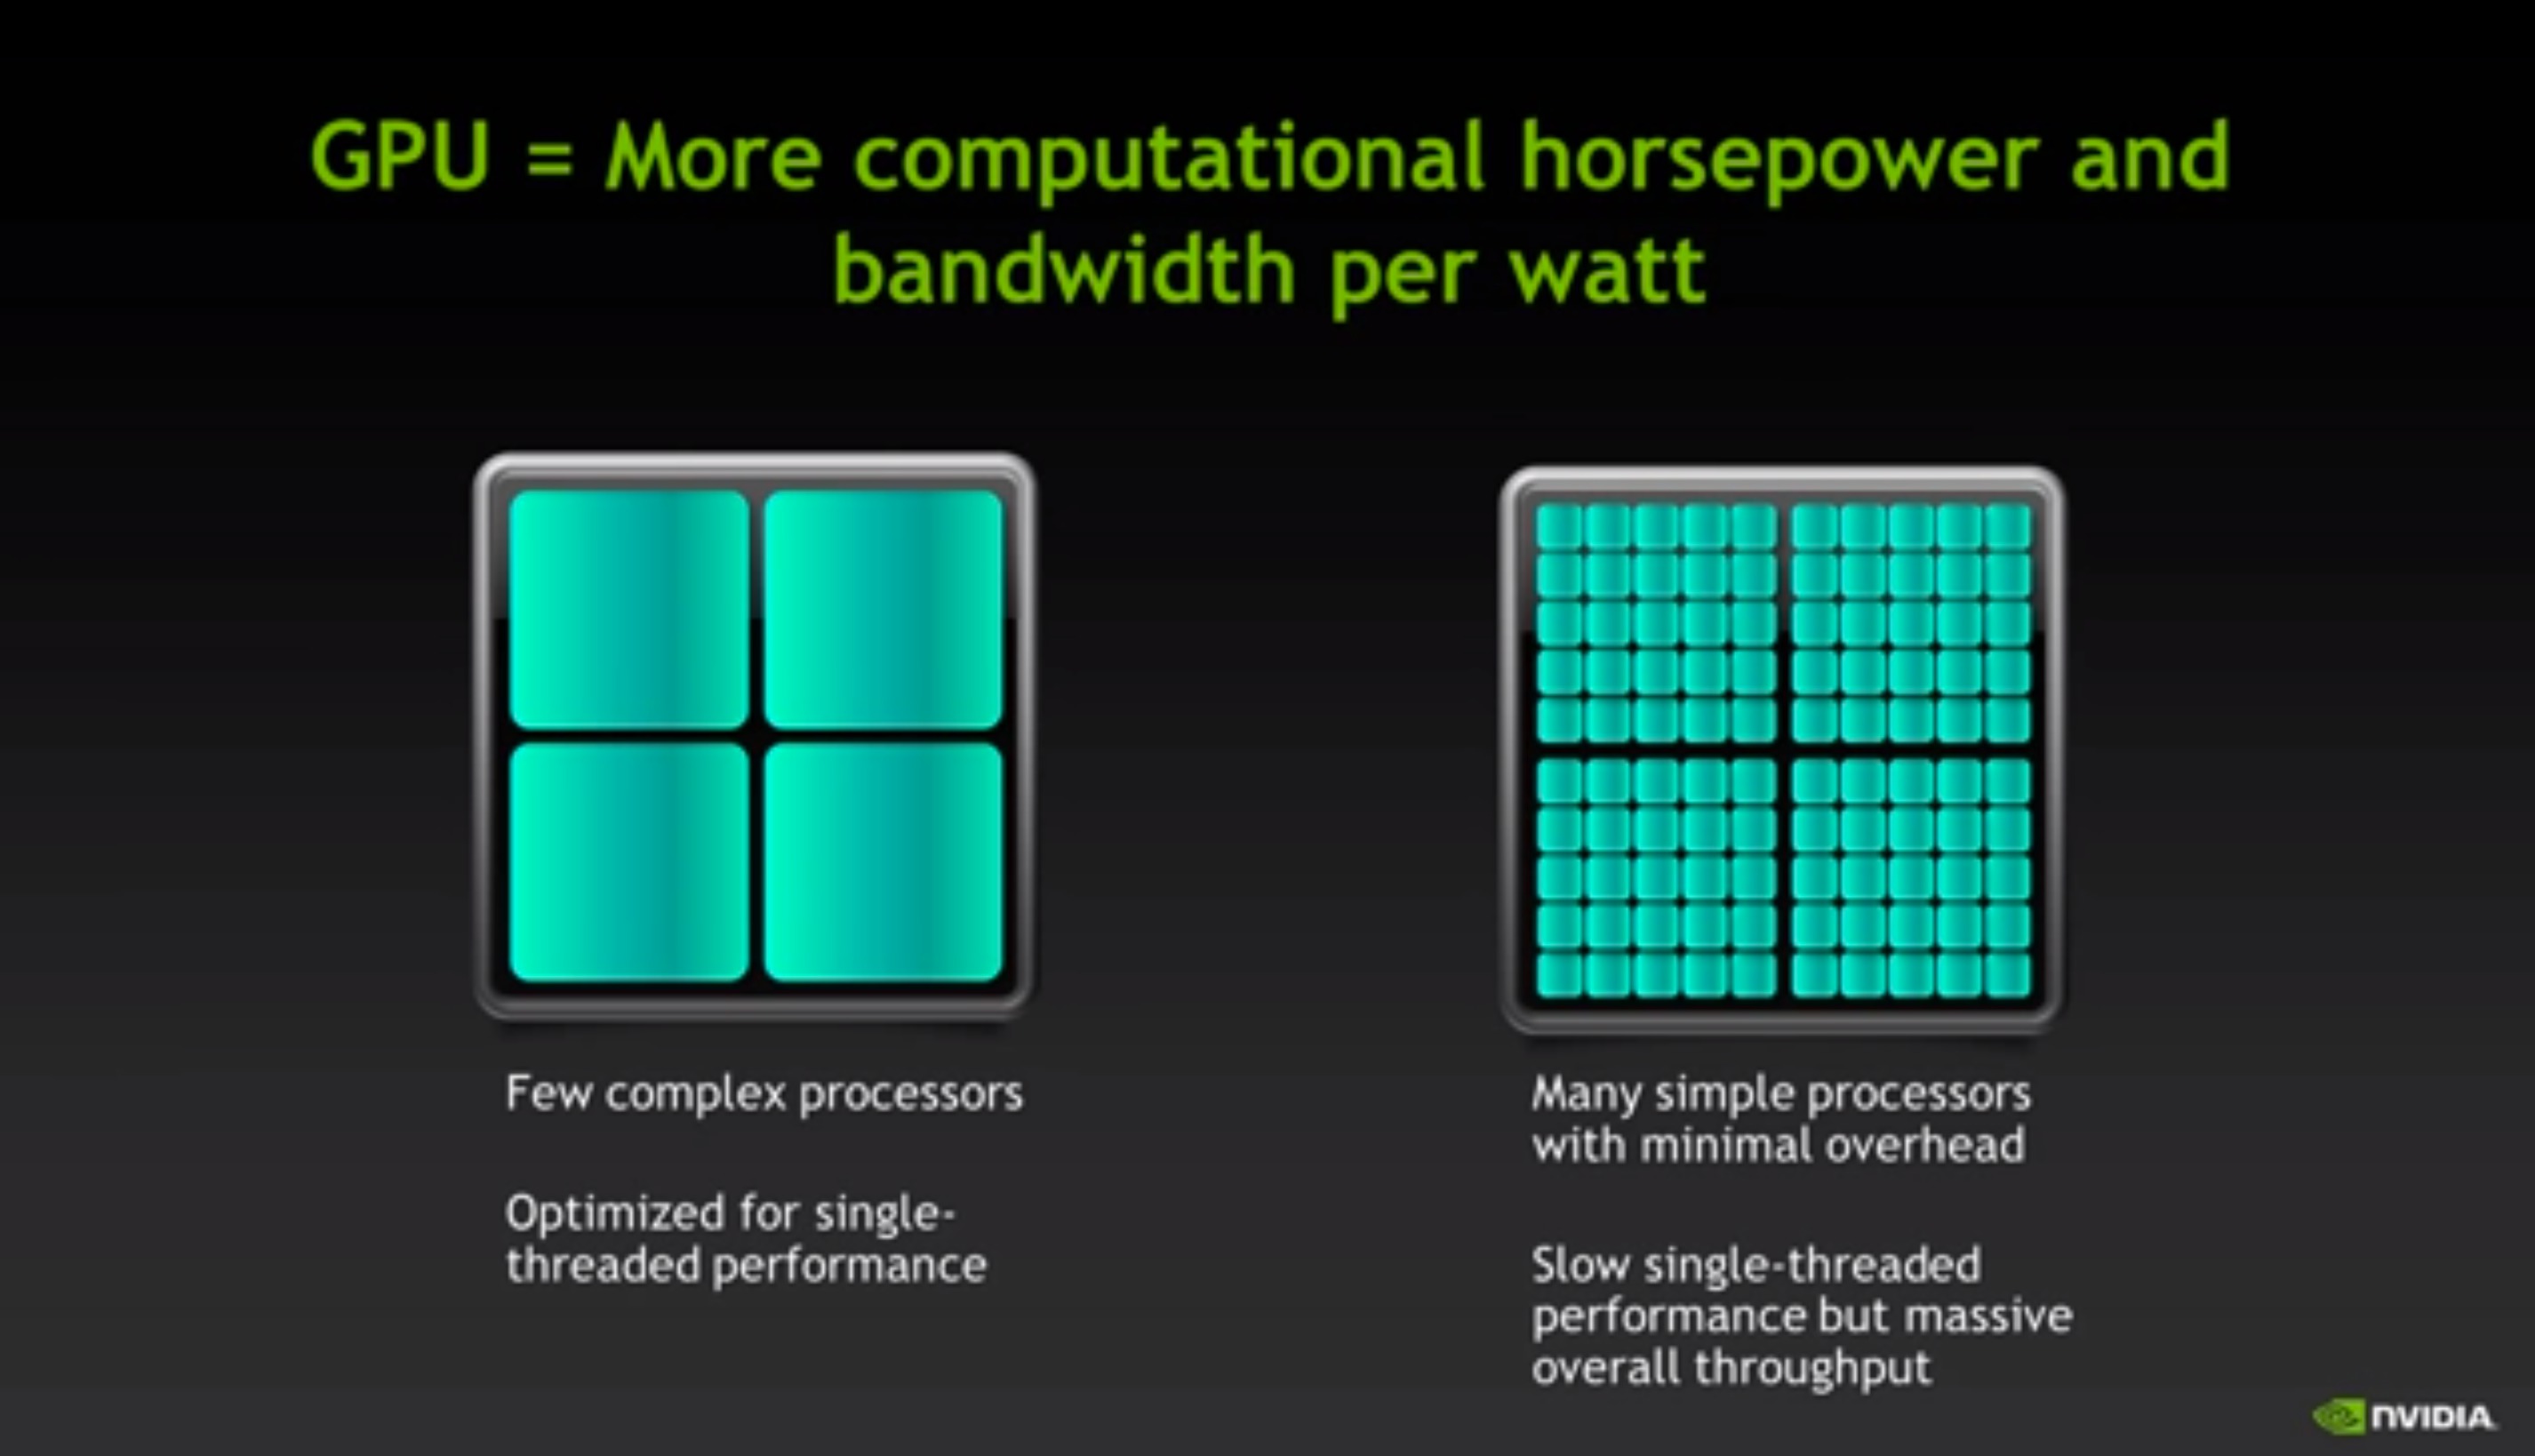 GPU = More computational horsepower and
bandwidth per watt
Few complex processors
Optimized for single-
threaded performance
Many simple processors
with minimal overhead
Slow single-threaded
performance but massive
overall throughput
NVIDIA